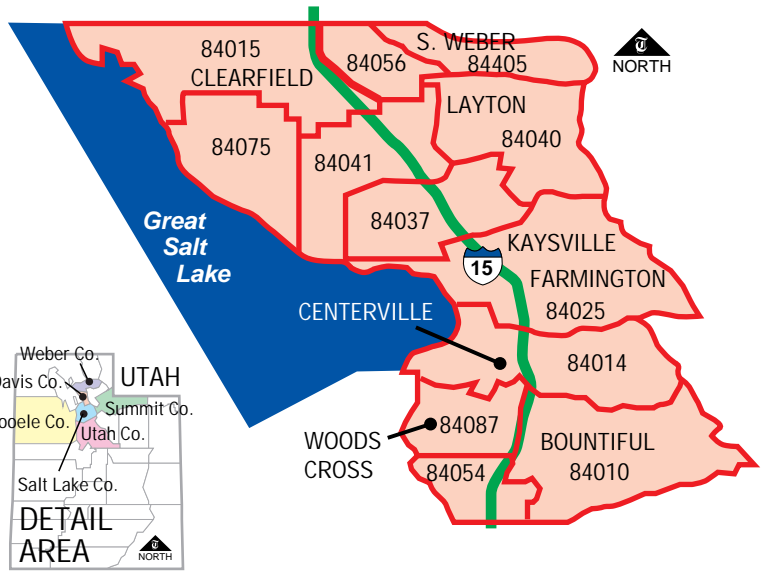 84015
CLEARFIELD
84056
S. WEBER
84405
NORTH
LAYTON
84040
84075
84041
84037
Great
Salt
Lake
KAYSVILLE
15
FARMINGTON
84025
CENTERVILLE
84014
84087
WOODS
CROSS
BOUNTIFUL
84010
84054
Weber Co.
Davis Co.
UTAH
Summit Co.
ooele Co.
Utah Co.
Salt Lake Co.
DETAIL
AREA
NORTH